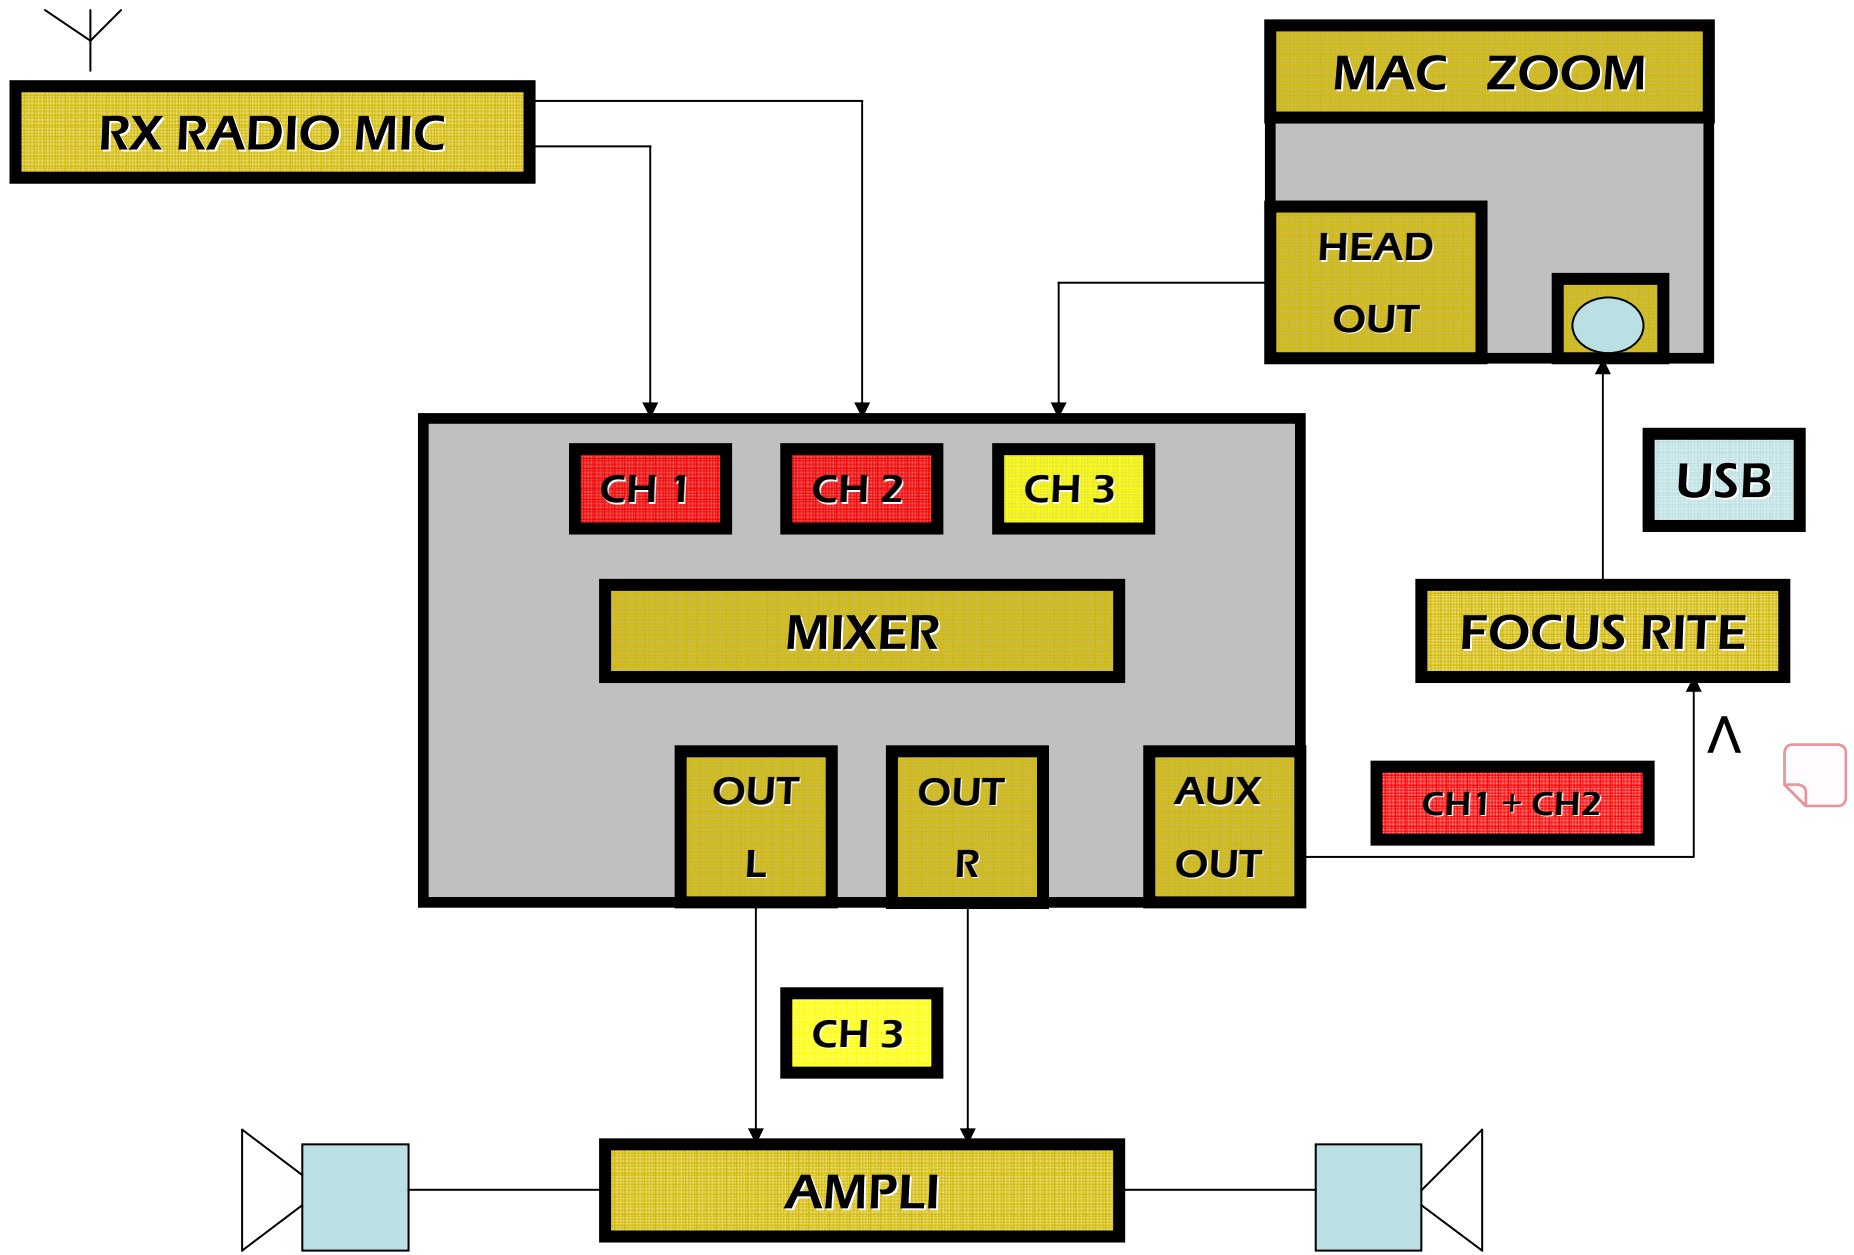 RX RADIO MIC
MAC ZOOM
HEAD
OUT
CH 1
CH 2
CH 3
USB
MIXER
FOCUS RITE
OUT
L
OUT
R
AUX
OUT
CH1 + CH2
CH 3
AMPLI